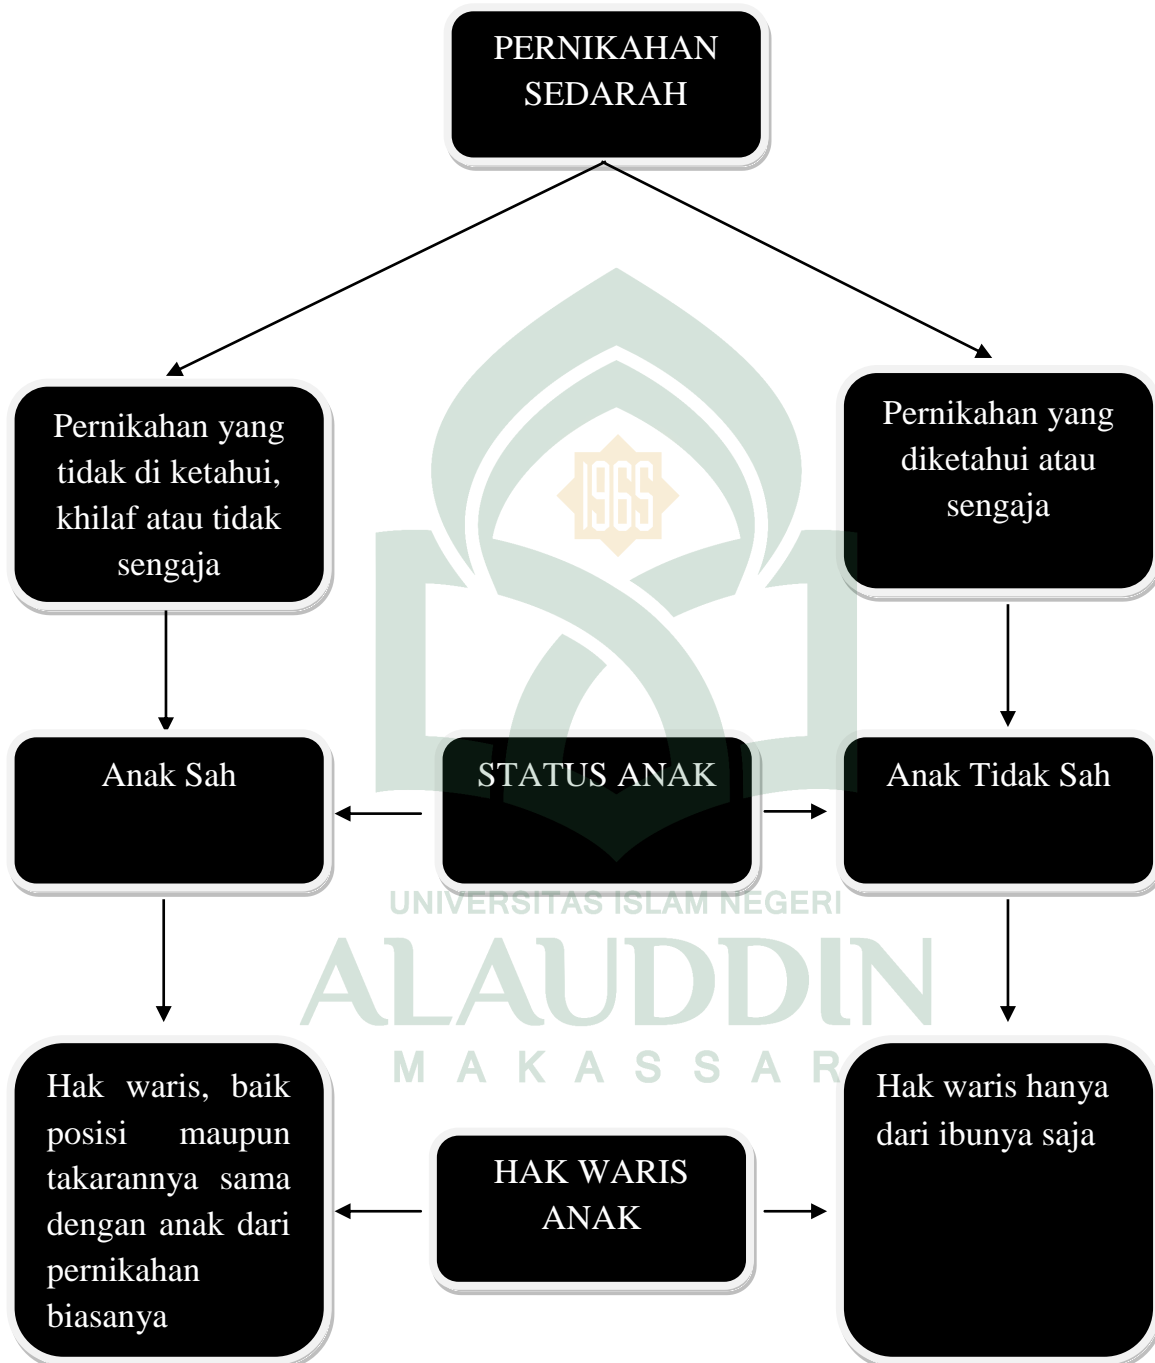 PERNIKAHAN
SEDARAH
Pernikahan yang
tidak di ketahui,
khilaf atau tidak
sengaja
Pernikahan yang
diketahui atau
sengaja
1965
Anak Sah
STATUS ANAK
Anak Tidak Sah
UNIVERSITAS ISLAM NEGERI
ALAUDDIN
MAKASSAR
Hak waris, baik
posisi maupun
takarannya sama
dengan anak dari
pernikahan
biasanya
HAK WARIS
ANAK
Hak waris hanya
dari ibunya saja